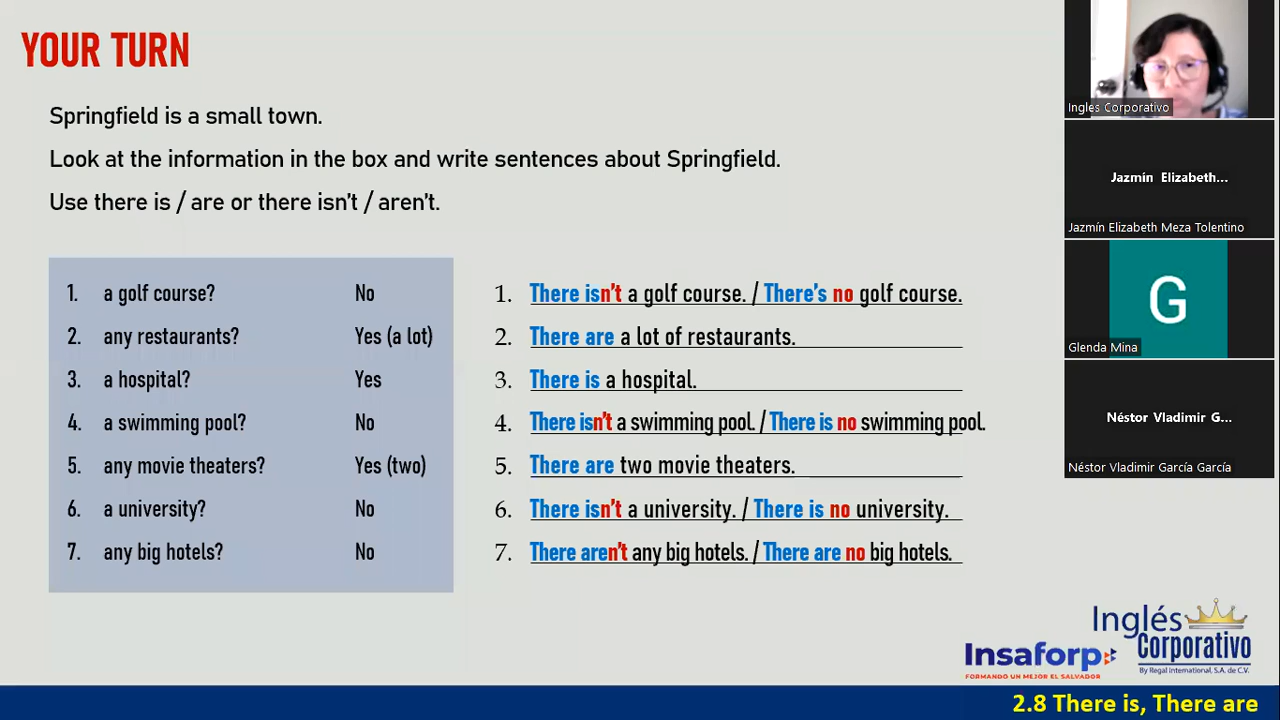 YOUR TURN
Springfield is a small town.
Look at the information in the box and write sentences about Springfield.
Use there is / are or there isn't / aren't.
1. a golf course? No
2. any restaurants? Yes (a lot)
3. a hospital? Yes
4. a swimming pool? No
5. any movie theaters? Yes (two)
6. a university? No
7. any big hotels? No
1. There isn't a golf course. / There's no golf course.
2. There are a lot of restaurants.
3. There is a hospital.
4. There isn't a swimming pool. / There is no swimming pool.
5. There are two movie theaters.
6. There isn't a university. / There is no university.
7. There aren't any big hotels. / There are no big hotels.
Ingles Corporativo
Jazmín Elizabeth...
Jazmín Elizabeth Meza Tolentino
G
Glenda Mina
Néstor Vladimir G...
Néstor Vladimir García García
Insaforp
FORMANDO UN MEJOR EL SALVADOR
Inglés
Corporativo
By Regal International, S.A. de C.V.
2.8 There is, There are